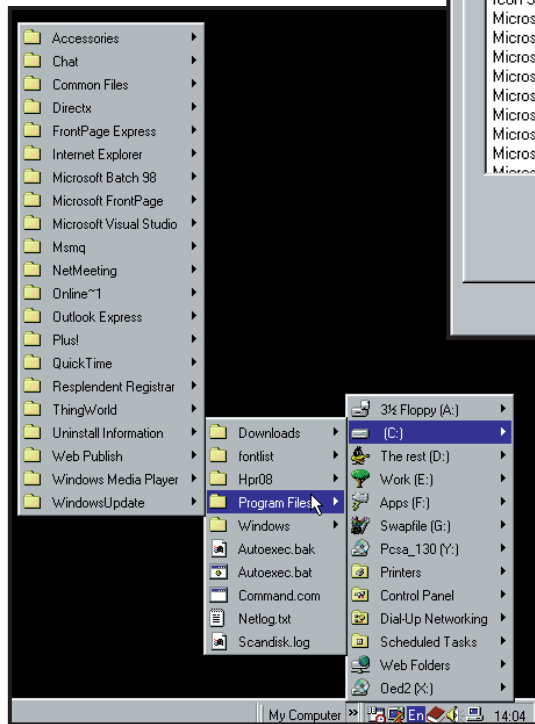 Accessories
Chat
Common Files
Directx
FrontPage Express
Internet Explorer
Microsoft Batch 98
Microsoft FrontPage
Microsoft Visual Studio
Msmq
NetMeeting
Online~1
Outlook Express
Plus!
QuickTime
Resplendent Registrar
ThingWorld
Uninstall Information
Web Publish
Windows Media Player
WindowsUpdate
Downloads
fontlist
Hpr08
Program Files
Windows
Autoexec.bak
Autoexec.bat
Command.com
Netlog.txt
Scandisk.log
3½ Floppy (A:)
(C:)
The rest (D:)
Work (E:)
Apps (F:)
Swapfile (G:)
Pcsa_130 (Y:)
Printers
Control Panel
Dial-Up Networking
Scheduled Tasks
Web Folders
Oed2 (X:)
Micros
Micros
Micros
Micros
Micros
Micros
Micros
Micros
My Computer » En 14:04